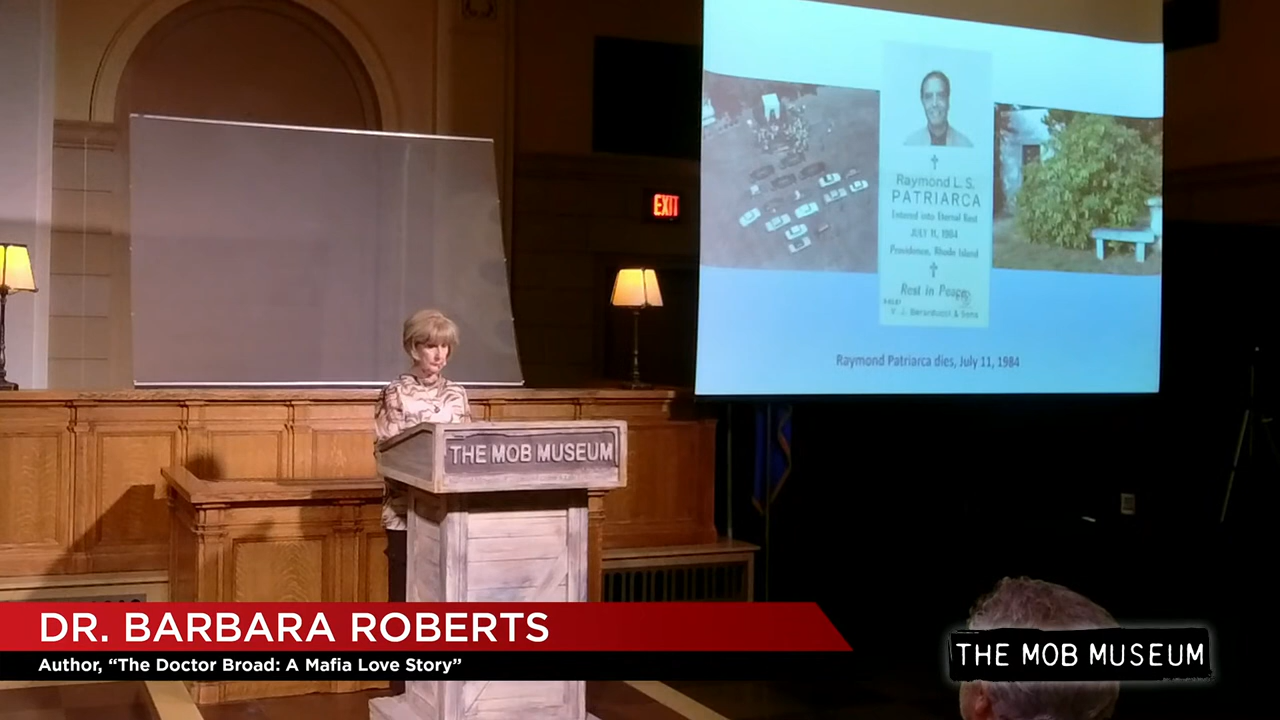 EXIT
Raymond L. S.
PATRIARCA
Entered into Eternal Rest
JULY 11, 1984
Providence, Rhode Island
Rest in Peace
V. J. Berarducci & Sons
Raymond Patriarca dies, July 11, 1984
THE MOB MUSEUM
DR. BARBARA ROBERTS
Author, “The Doctor Broad: A Mafia Love Story”
THE MOB MUSEUM